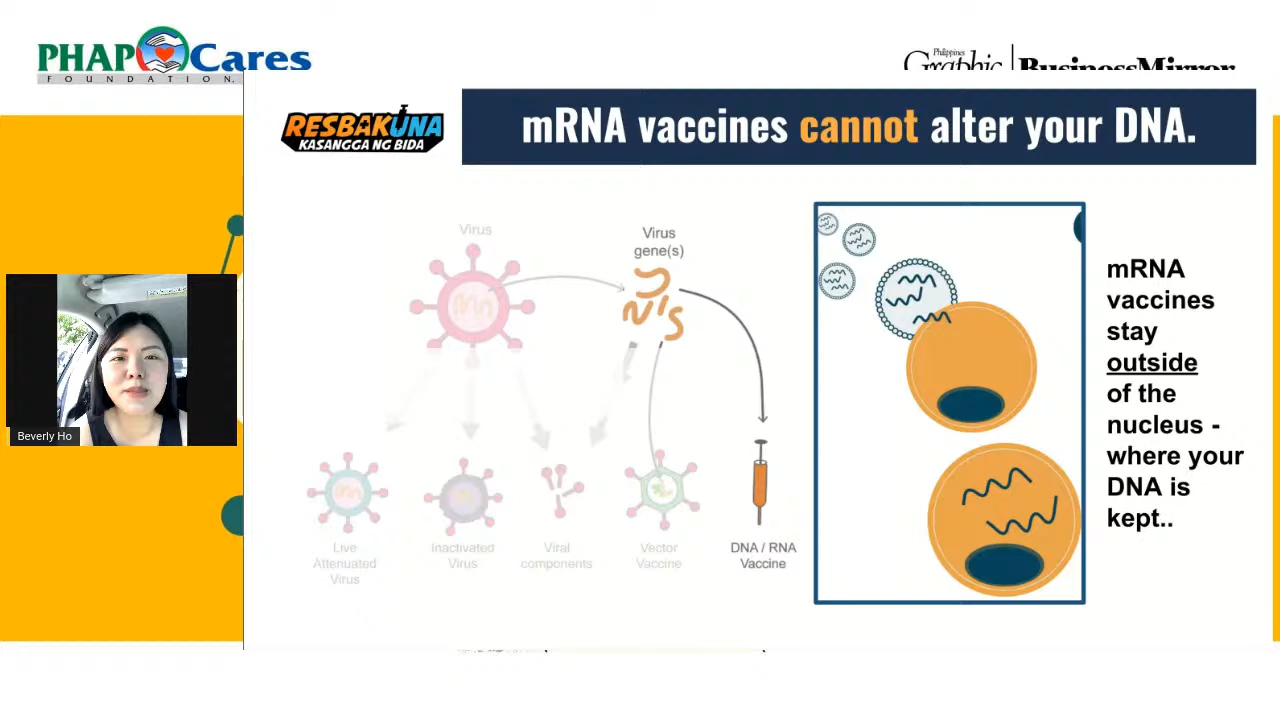 PHAP Cares
FOUNDATION.
Philippines
Graphic
BusinessMirror
RESBAKUNA
KASANGGA NG BIDA
mRNA vaccines cannot alter your DNA.
Virus
Virus
gene(s)
Live
Attenuated
Virus
Inactivated
Virus
Viral
components
Vector
Vaccine
DNA / RNA
Vaccine
mRNA
vaccines
stay
outside
of the
nucleus -
where your
DNA is
kept..
Beverly Ho